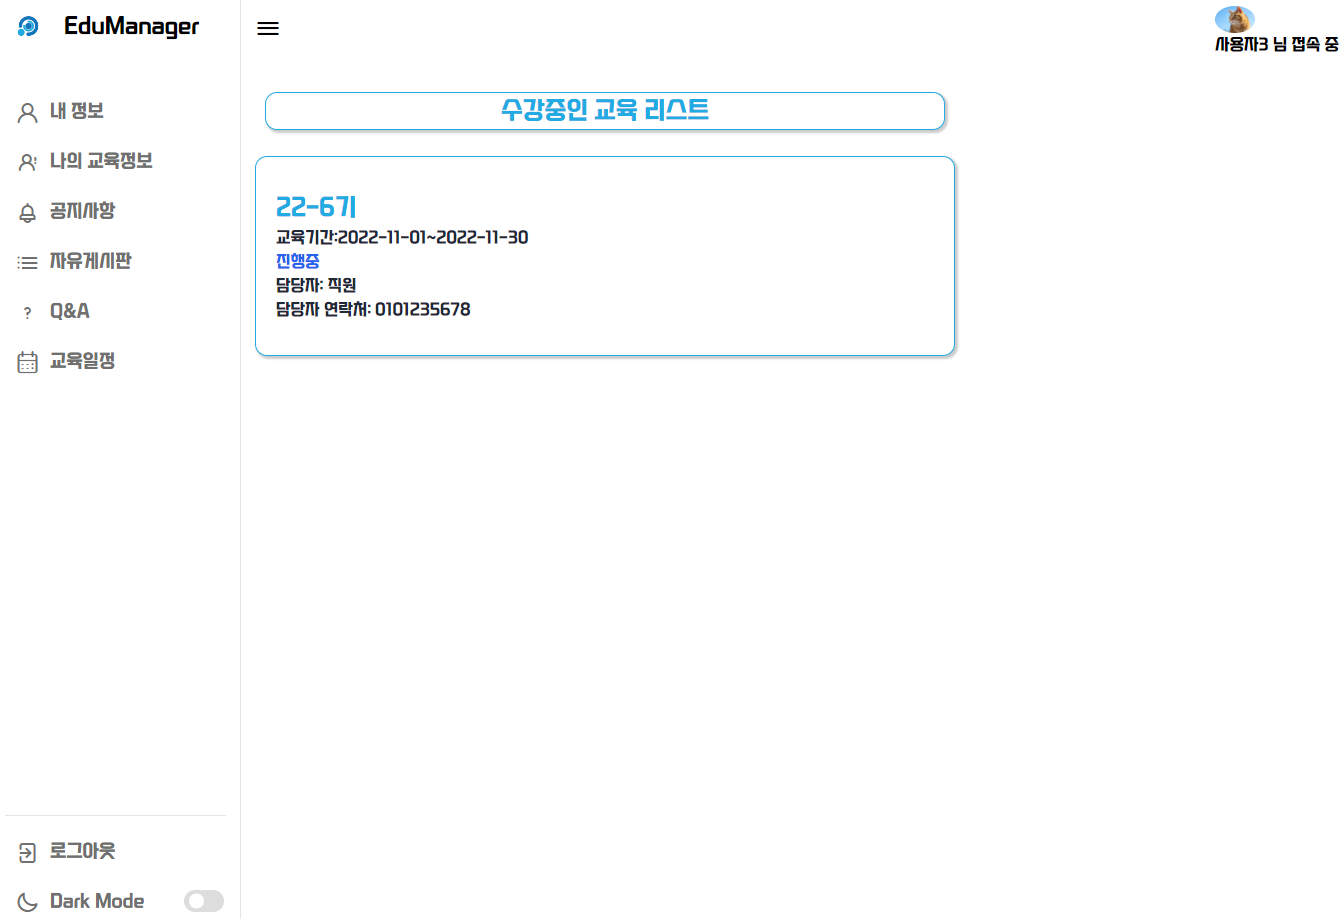 EduManager
내 정보
나의 교육정보
공지사항
자유게시판
Q&A
교육일정
로그아웃
Dark Mode
사용자3 님 접속 중
수강중인 교육 리스트
22-6기
교육기간:2022-11-01~2022-11-30
진행중
담당자: 직원
담당자 연락처: 0101235678